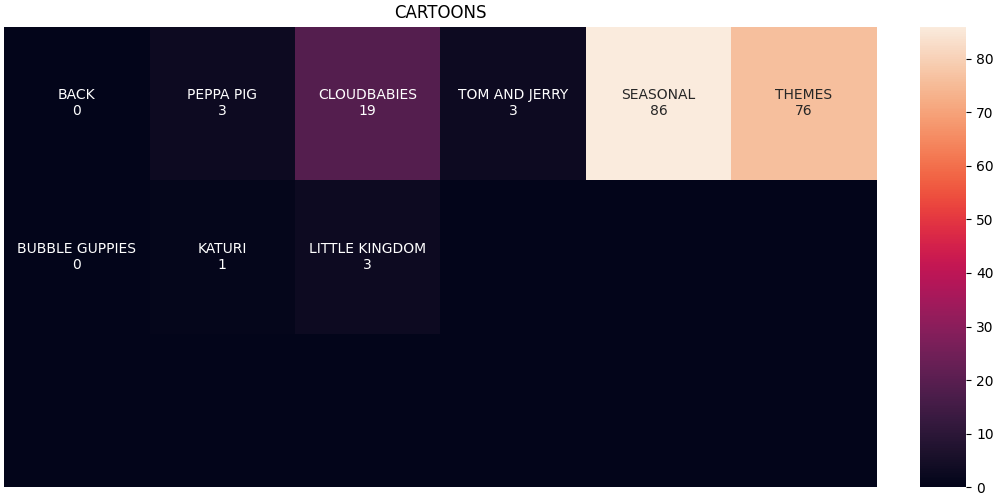 CARTOONS
BACK
0
PEPPA PIG
3
CLOUDBABIES
19
TOM AND JERRY
3
SEASONAL
86
THEMES
76
BUBBLE GUPPIES
0
KATURI
1
LITTLE KINGDOM
3
80
70
60
50
40
30
20
10
0